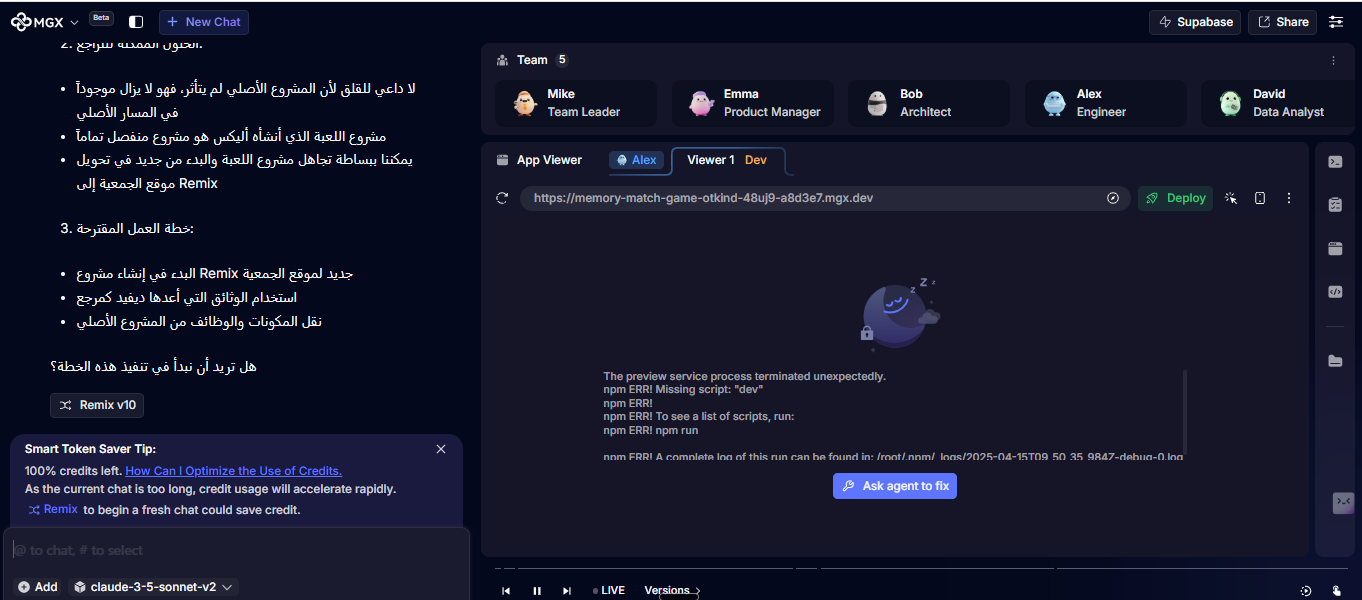 MGX
Beta
New Chat
Supabase
Share
2. الحلول الممكنة للتراجع:
لا داعي للقلق لأن المشروع الأصلي لم يتأثر، فهو لا يزال موجوداً
في المسار الأصلي
مشروع اللعبة الذي أنشأه أليكس هو مشروع منفصل تماماً
يمكننا ببساطة تجاهل مشروع اللعبة والبدء من جديد في تحويل
موقع الجمعية إلى Remix
3. خطة العمل المقترحة:
البدء في إنشاء مشروع Remix جديد لموقع الجمعية
استخدام الوثائق التي أعدها ديفيد كمرجع
نقل المكونات والوظائف من المشروع الأصلي
هل تريد أن نبدأ في تنفيذ هذه الخطة؟
Remix v10
Smart Token Saver Tip:
100% credits left. How Can I Optimize the Use of Credits.
As the current chat is too long, credit usage will accelerate rapidly.
Remix to begin a fresh chat could save credit.
@ to chat, # to select
Add
claude-3-5-sonnet-v2
Team 5
Mike
Team Leader
Emma
Product Manager
Bob
Architect
Alex
Engineer
David
Data Analyst
App Viewer
Alex
Viewer 1 Dev
https://memory-match-game-otkind-48uj9-a8d3e7.mgx.dev
Deploy
z z z
The preview service process terminated unexpectedly.
npm ERR! Missing script: "dev"
npm ERR!
npm ERR! To see a list of scripts, run:
npm ERR! npm run
npm ERR! A complete log of this run can be found in: /root/.npm/_logs/2025-04-15T09_50_35_984Z-debug-0.log
Ask agent to fix
LIVE
Versions